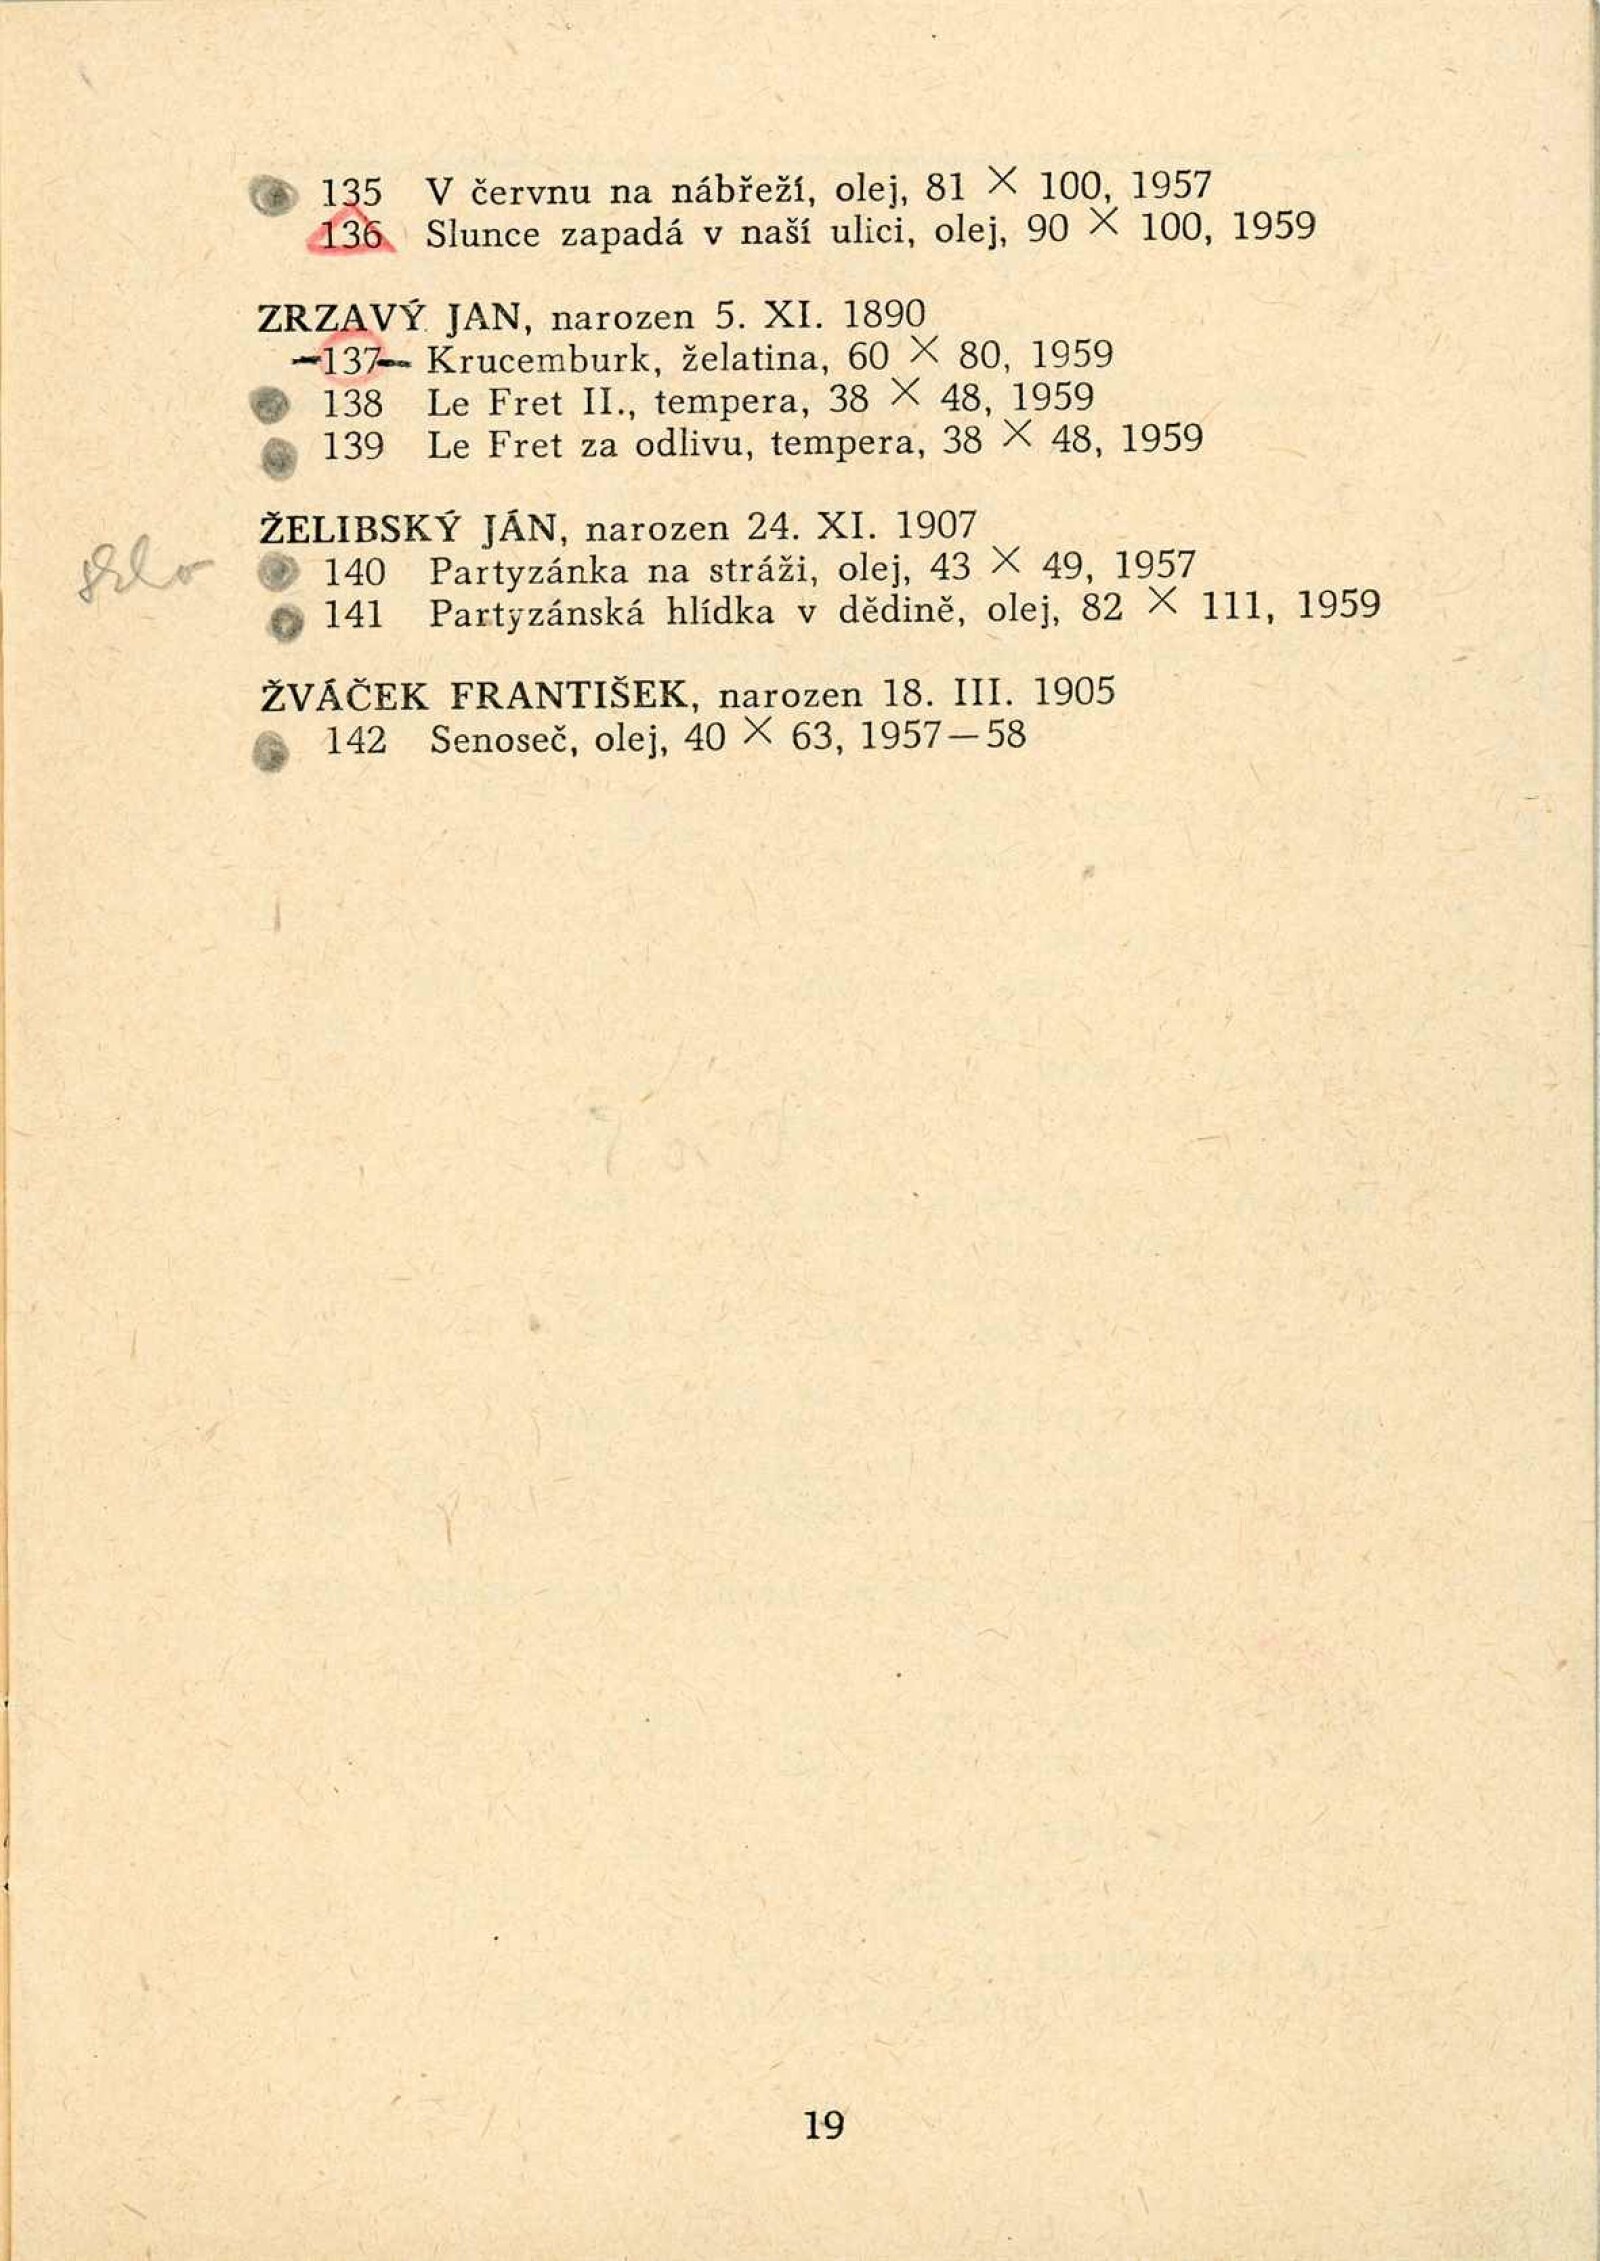 135 V červnu na nábřeží, olej, 81 × 100, 1957
136 Slunce zapadá v naší ulici, olej, 90 × 100, 1959
ZRZAVÝ JAN, narozen 5. XI. 1890
137 Krucemburk, želatina, 60 × 80, 1959
138 Le Fret II., tempera, 38 × 48, 1959
139 Le Fret za odlivu, tempera, 38 × 48, 1959
ŽELIBSKÝ JÁN, narozen 24. XI. 1907
140 Partyzánka na stráži, olej, 43 × 49, 1957
141 Partyzánská hlídka v dědině, olej, 82 × 111, 1959
ŽVÁČEK FRANTIŠEK, narozen 18. III. 1905
142 Senoseč, olej, 40 × 63, 1957—58
19